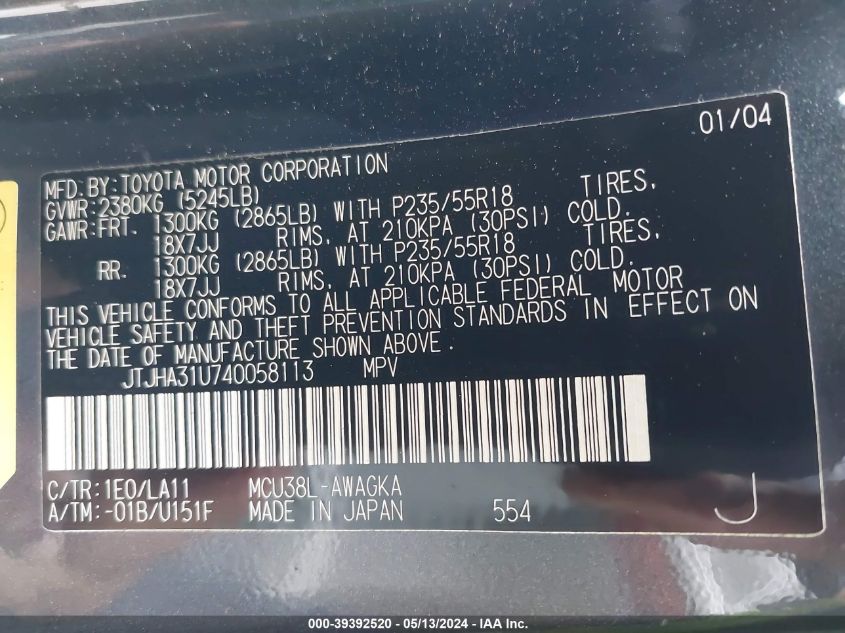 01/04
MFD. BY: TOYOTA MOTOR CORPORATION
GVWR: 2380KG (5245LB)
GAWR: FRT. 1300KG (2865LB) WITH P235/55R18 TIRES,
18X7JJ RIMS, AT 210KPA (30PSI) COLD.
RR. 1300KG (2865LB) WITH P235/55R18 TIRES,
18X7JJ RIMS, AT 210KPA (30PSI) COLD.
THIS VEHICLE CONFORMS TO ALL APPLICABLE FEDERAL MOTOR
VEHICLE SAFETY AND THEFT PREVENTION STANDARDS IN EFFECT ON
THE DATE OF MANUFACTURE SHOWN ABOVE.
JTJHA31U740058113 MPV
C/TR: 1E0/LA11 MCU38L-AWAGKA
A/TM: -01B/U151F MADE IN JAPAN 554 J
000-39392520 - 05/13/2024 - IAA Inc.